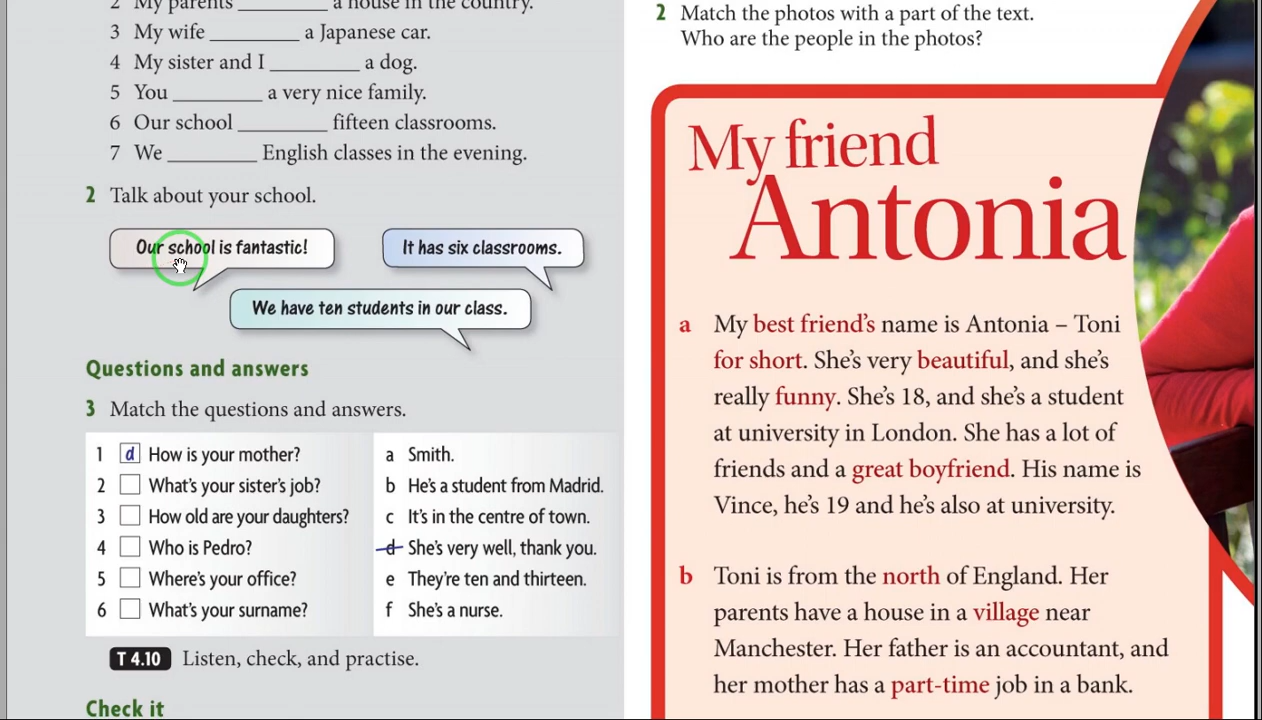 2 My parents _________ a house in the country.
3 My wife _________ a Japanese car.
4 My sister and I _________ a dog.
5 You _________ a very nice family.
6 Our school _________ fifteen classrooms.
7 We _________ English classes in the evening.
2 Talk about your school.
Our school is fantastic!
It has six classrooms.
We have ten students in our class.
Questions and answers
3 Match the questions and answers.
1 d How is your mother?
2 What's your sister's job?
3 How old are your daughters?
4 Who is Pedro?
5 Where's your office?
6 What's your surname?
a Smith.
b He's a student from Madrid.
c It's in the centre of town.
d She's very well, thank you.
e They're ten and thirteen.
f She's a nurse.
T 4.10 Listen, check, and practise.
Check it
2 Match the photos with a part of the text.
Who are the people in the photos?
My friend
Antonia
a My best friend's name is Antonia – Toni
for short. She's very beautiful, and she's
really funny. She's 18, and she's a student
at university in London. She has a lot of
friends and a great boyfriend. His name is
Vince, he's 19 and he's also at university.
b Toni is from the north of England. Her
parents have a house in a village near
Manchester. Her father is an accountant, and
her mother has a part-time job in a bank.